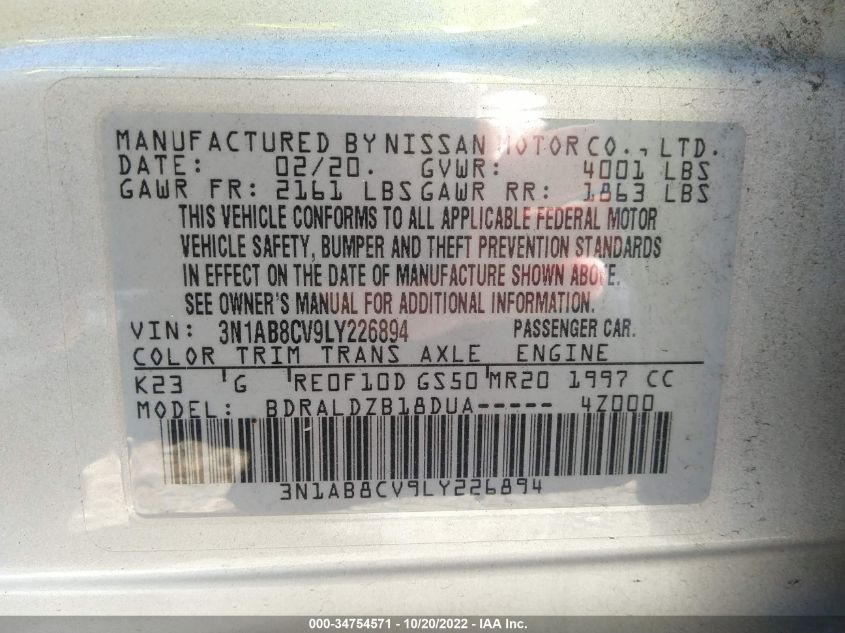 MANUFACTURED BY NISSAN MOTOR CO., LTD.
DATE: 02/20. GVWR: 4001 LBS
GAWR FR: 2161 LBS GAWR RR: 1863 LBS
THIS VEHICLE CONFORMS TO ALL APPLICABLE FEDERAL MOTOR
VEHICLE SAFETY, BUMPER AND THEFT PREVENTION STANDARDS
IN EFFECT ON THE DATE OF MANUFACTURE SHOWN ABOVE.
SEE OWNER'S MANUAL FOR ADDITIONAL INFORMATION.
VIN: 3N1AB8CV9LY226894 PASSENGER CAR.
COLOR TRIM TRANS AXLE ENGINE
K23 G RE0F10D GS50 MR20 1997 CC
MODEL: BDRALDZB18DUA----- 4Z000
3N1AB8CV9LY226894
000-34754571 - 10/20/2022 - IAA Inc.